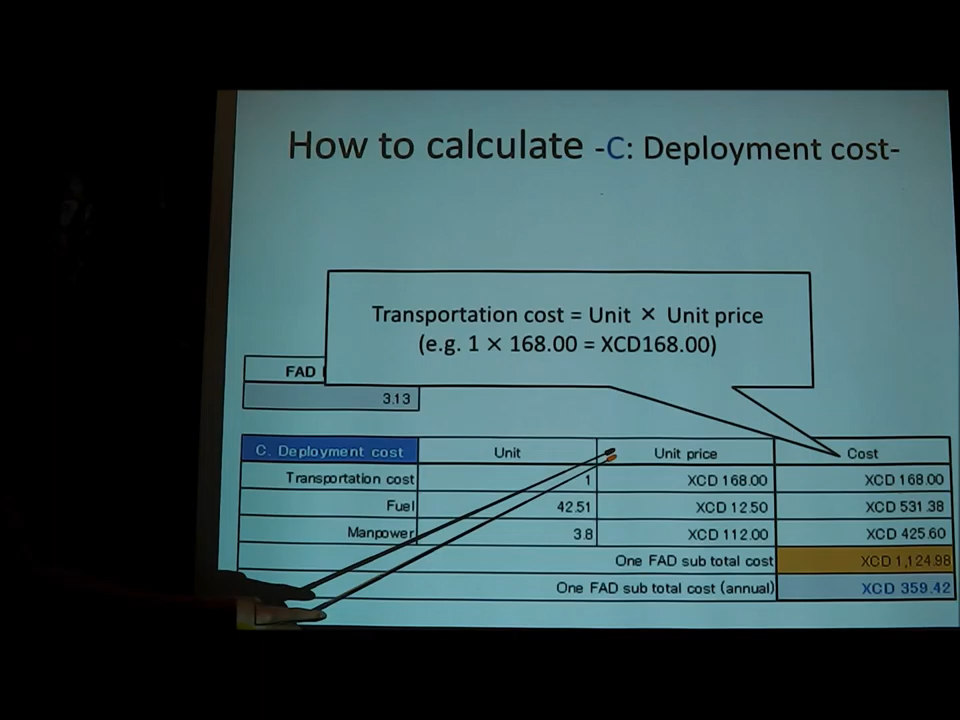 How to calculate -C: Deployment cost-
Transportation cost = Unit × Unit price
(e.g. 1 × 168.00 = XCD168.00)
FAD
3.13
C. Deployment cost Unit Unit price Cost
Transportation cost 1 XCD 168.00 XCD 168.00
Fuel 42.51 XCD 12.50 XCD 531.38
Manpower 3.8 XCD 112.00 XCD 425.60
One FAD sub total cost XCD 1,124.98
One FAD sub total cost (annual) XCD 359.42